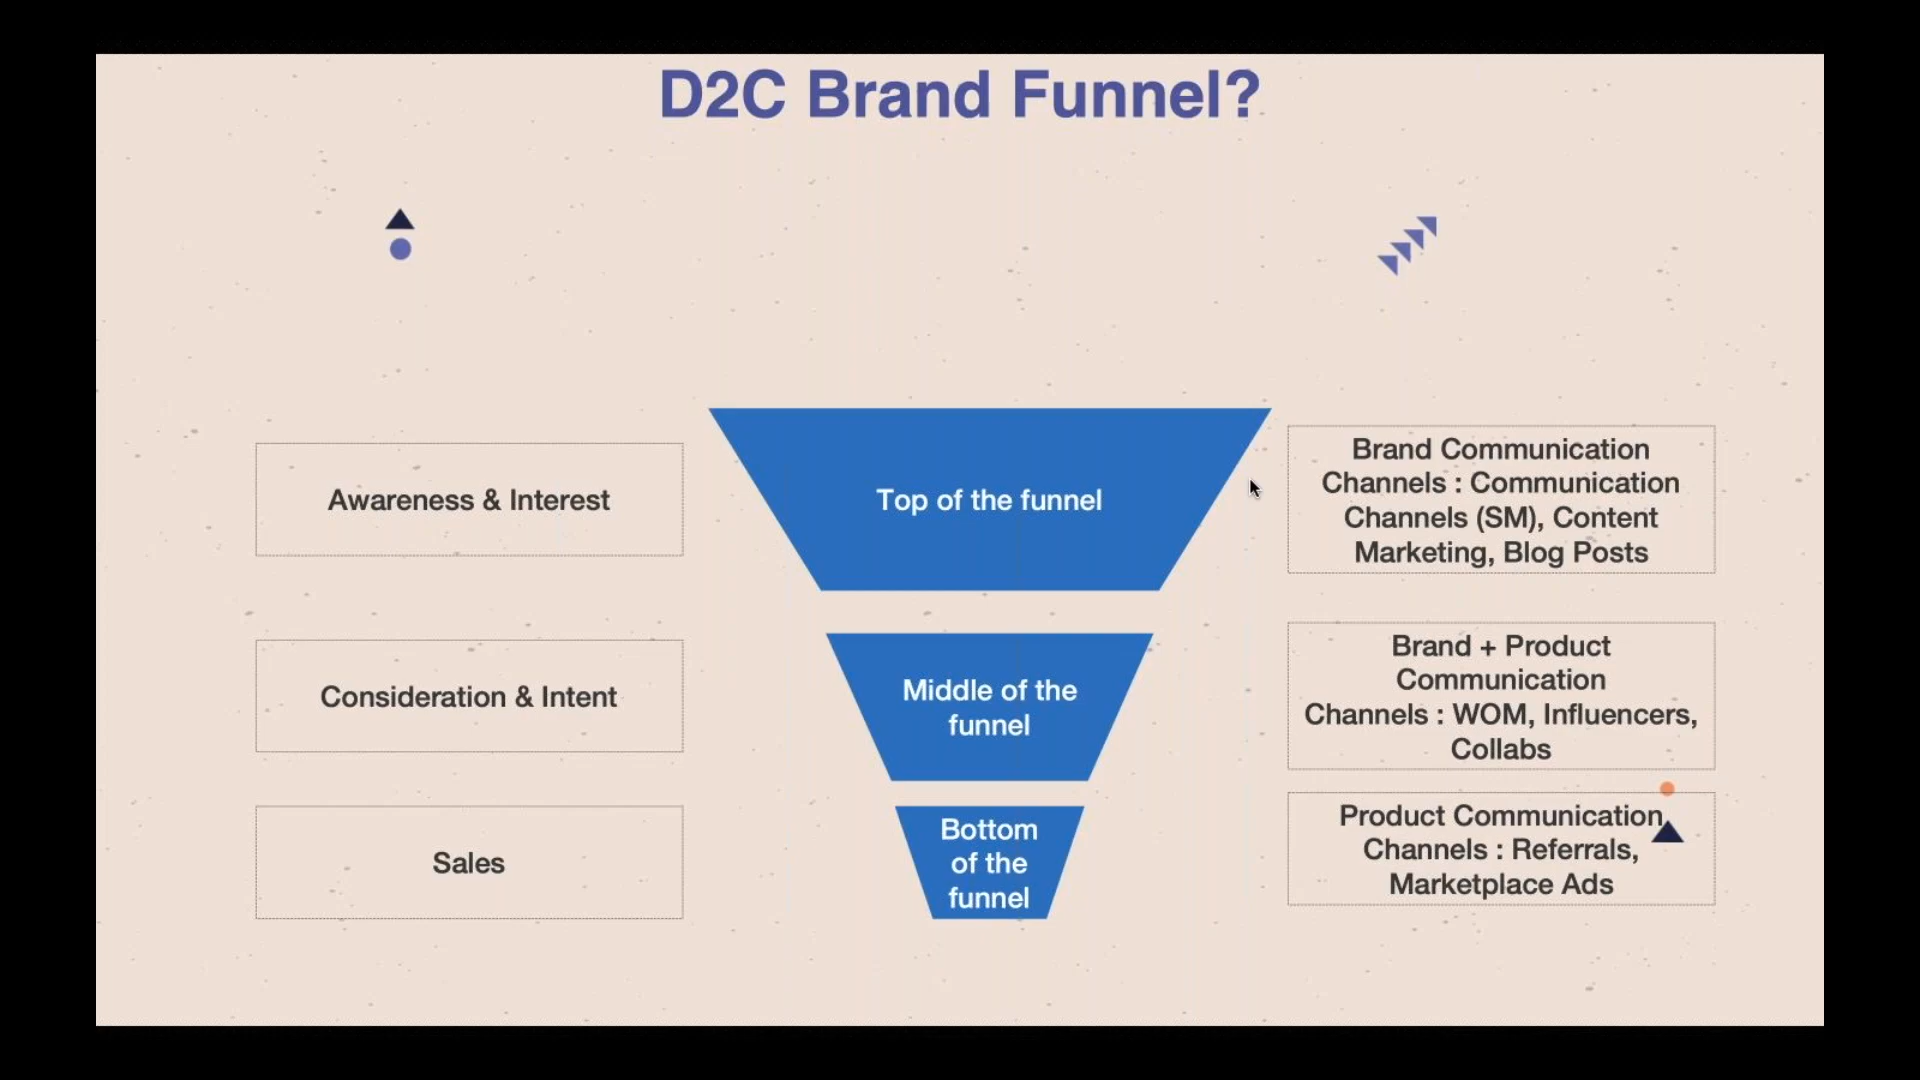 D2C Brand Funnel?
Awareness & Interest
Top of the funnel
Brand Communication
Channels : Communication
Channels (SM), Content
Marketing, Blog Posts
Consideration & Intent
Middle of the
funnel
Brand + Product
Communication
Channels : WOM, Influencers,
Collabs
Sales
Bottom
of the
funnel
Product Communication
Channels : Referrals,
Marketplace Ads